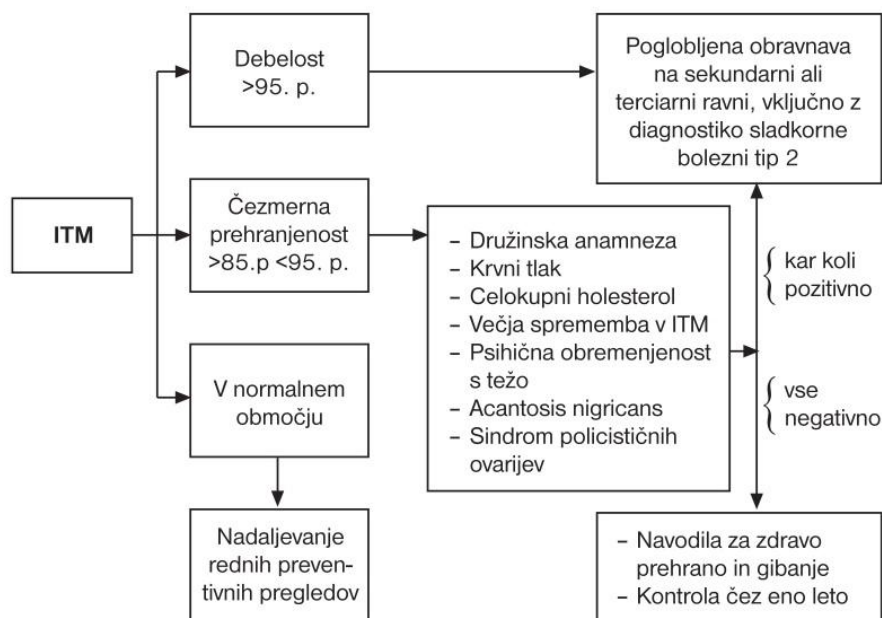 Debelost
>95. p.
Poglobljena obravnava
na sekundarni ali
terciarni ravni, vključno z
diagnostiko sladkorne
bolezni tip 2
ITM
Čezmerna
prehranjenost
>85.p <95. p.
– Družinska anamneza
– Krvni tlak
– Celokupni holesterol
– Večja sprememba v ITM
– Psihična obremenjenost
s težo
– Acantosis nigricans
– Sindrom policističnih
ovarijev
kar koli
pozitivno
vse
negativno
V normalnem
območju
Nadaljevanje
rednih preven-
tivnih pregledov
– Navodila za zdravo
prehrano in gibanje
– Kontrola čez eno leto